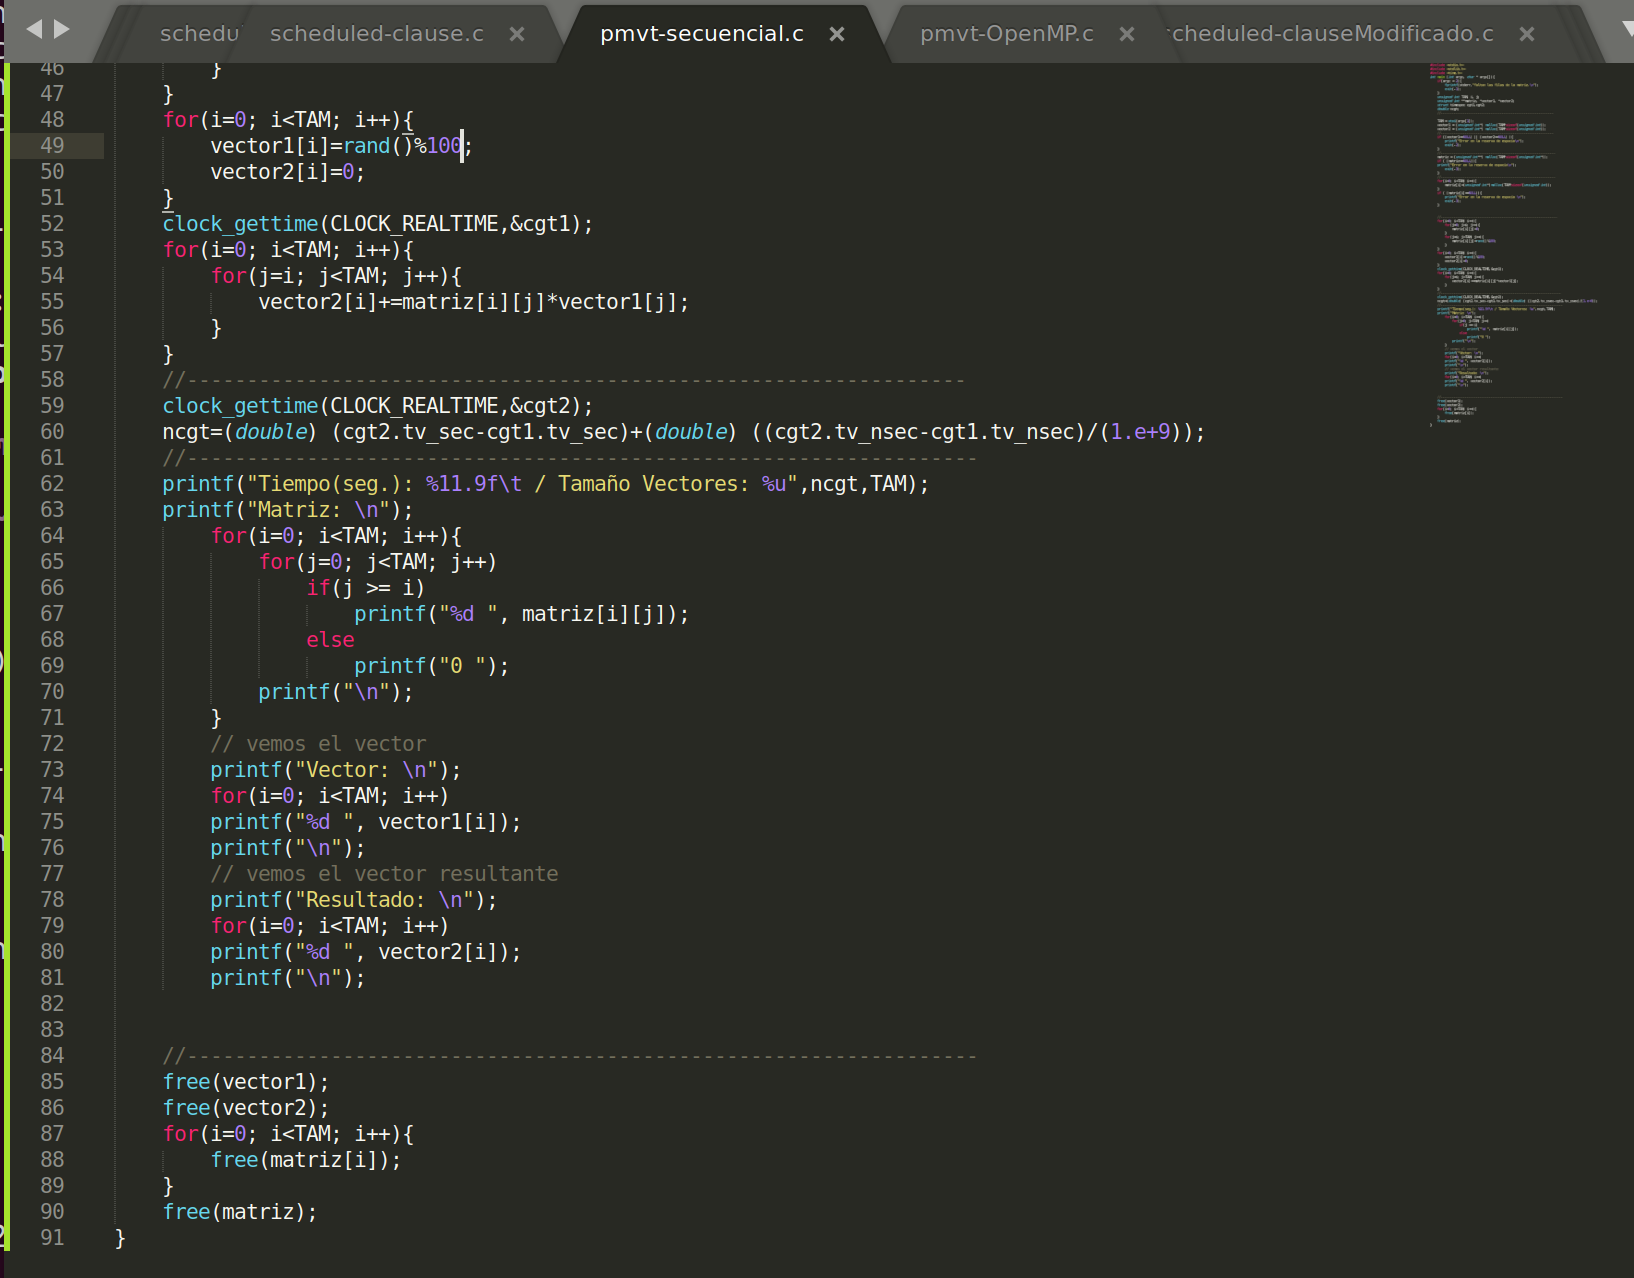 schedu scheduled-clause.c × pmvt-secuencial.c × pmvt-OpenMP.c × cheduled-clauseModificado.c ×
46 }
47 }
48 for(i=0; i<TAM; i++){
49 vector1[i]=rand()%100;
50 vector2[i]=0;
51 }
52 clock_gettime(CLOCK_REALTIME,&cgt1);
53 for(i=0; i<TAM; i++){
54 for(j=i; j<TAM; j++){
55 vector2[i]+=matriz[i][j]*vector1[j];
56 }
57 }
58 //-----------------------------------------------------------------
59 clock_gettime(CLOCK_REALTIME,&cgt2);
60 ncgt=(double) (cgt2.tv_sec-cgt1.tv_sec)+(double) ((cgt2.tv_nsec-cgt1.tv_nsec)/(1.e+9));
61 //------------------------------------------------------------------
62 printf("Tiempo(seg.): %11.9f\t / Tamaño Vectores: %u",ncgt,TAM);
63 printf("Matriz: \n");
64 for(i=0; i<TAM; i++){
65 for(j=0; j<TAM; j++)
66 if(j >= i)
67 printf("%d ", matriz[i][j]);
68 else
69 printf("0 ");
70 printf("\n");
71 }
72 // vemos el vector
73 printf("Vector: \n");
74 for(i=0; i<TAM; i++)
75 printf("%d ", vector1[i]);
76 printf("\n");
77 // vemos el vector resultante
78 printf("Resultado: \n");
79 for(i=0; i<TAM; i++)
80 printf("%d ", vector2[i]);
81 printf("\n");
82
83
84 //------------------------------------------------------------------
85 free(vector1);
86 free(vector2);
87 for(i=0; i<TAM; i++){
88 free(matriz[i]);
89 }
90 free(matriz);
91 }